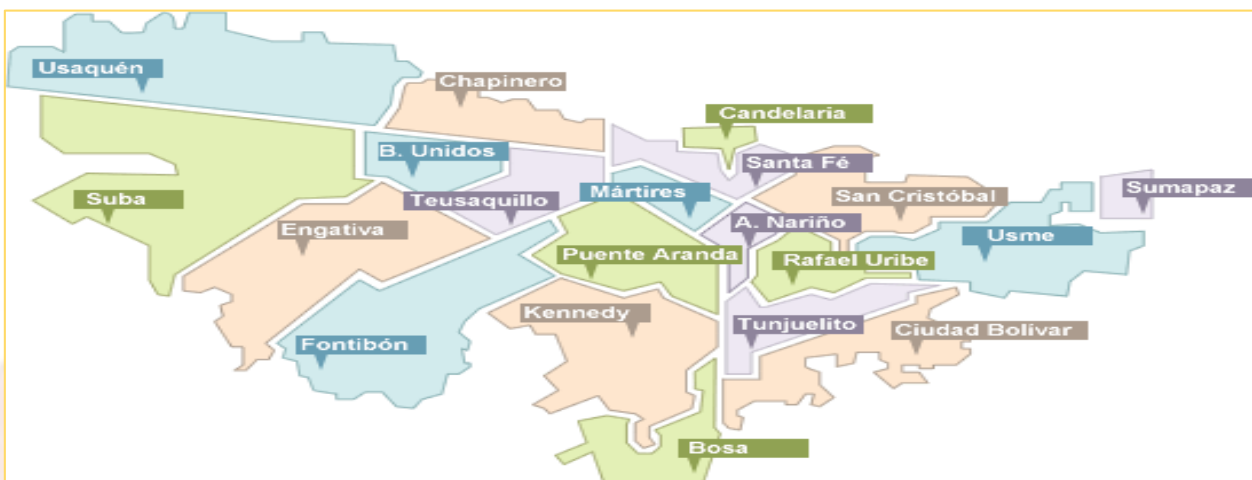 Usaquén
Chapinero
Candelaria
B. Unidos
Santa Fé
Suba
Teusaquillo
Mártires
San Cristóbal
Sumapaz
Engativa
A. Nariño
Usme
Puente Aranda
Rafael Uribe
Kennedy
Tunjuelito
Ciudad Bolívar
Fontibón
Bosa